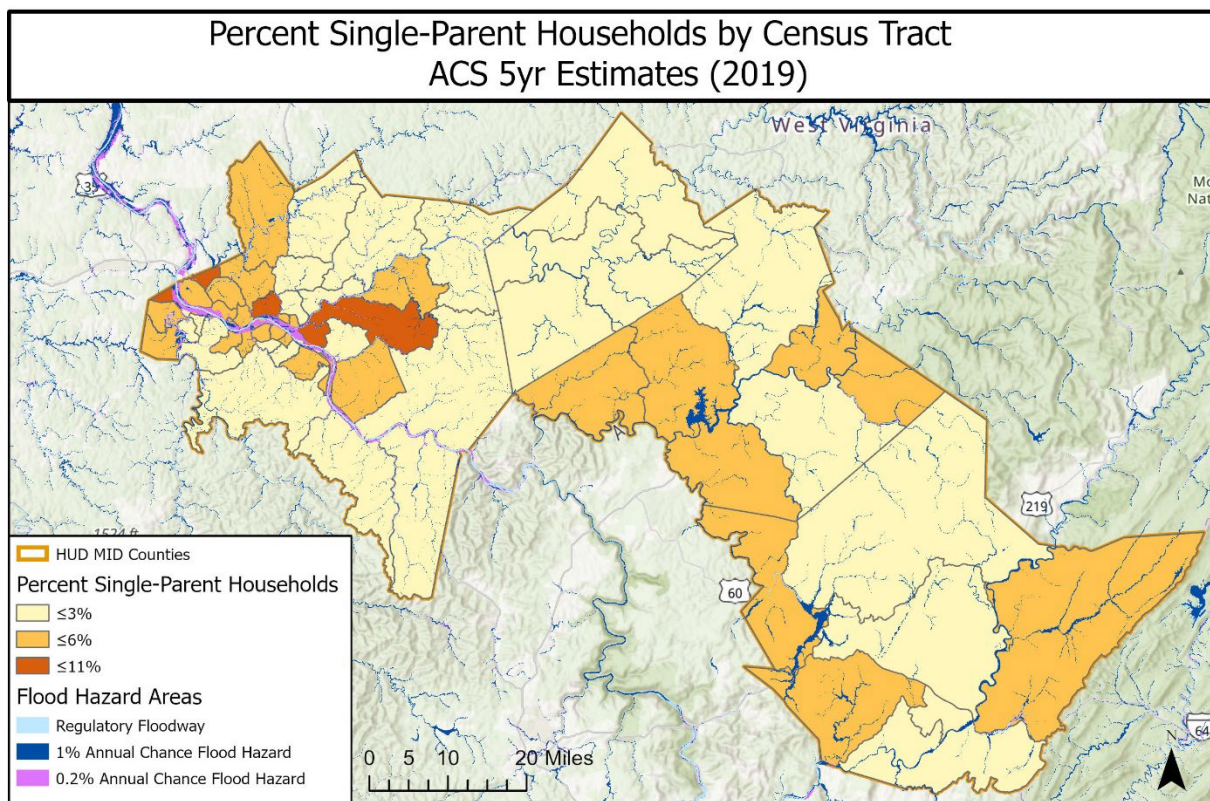 Percent Single-Parent Households by Census Tract
ACS 5yr Estimates (2019)
West Virginia
35
219
60
64
1524 ft
HUD MID Counties
Percent Single-Parent Households
≤3%
≤6%
≤11%
Flood Hazard Areas
Regulatory Floodway
1% Annual Chance Flood Hazard
0.2% Annual Chance Flood Hazard
0 10 20 Miles
N